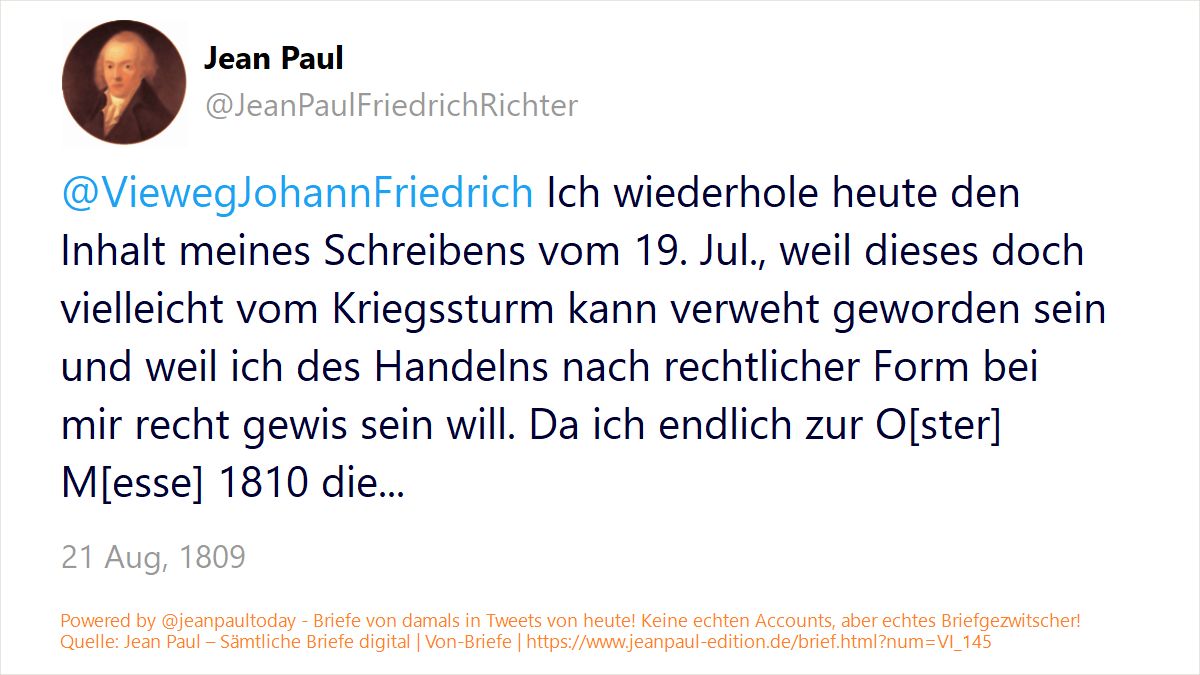 Jean Paul
@JeanPaulFriedrichRichter
@ViewegJohannFriedrich Ich wiederhole heute den
Inhalt meines Schreibens vom 19. Jul., weil dieses doch
vielleicht vom Kriegssturm kann verweht geworden sein
und weil ich des Handelns nach rechtlicher Form bei
mir recht gewis sein will. Da ich endlich zur O[ster]
M[esse] 1810 die...
21 Aug, 1809
Powered by @jeanpaultoday - Briefe von damals in Tweets von heute! Keine echten Accounts, aber echtes Briefgezwitscher!
Quelle: Jean Paul – Sämtliche Briefe digital | Von-Briefe | https://www.jeanpaul-edition.de/brief.html?num=VI_145